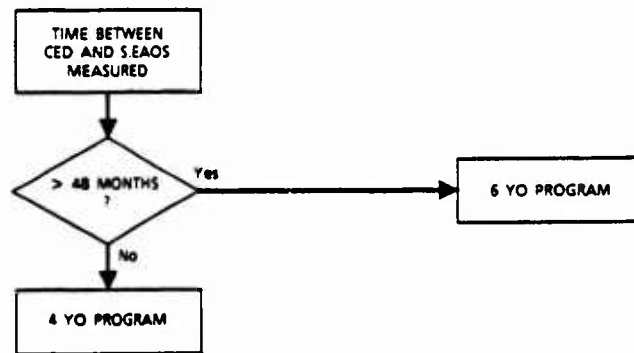 TIME BETWEEN
CED AND S.EAOS
MEASURED
> 48 MONTHS
?
Yes
6 YO PROGRAM
No
4 YO PROGRAM